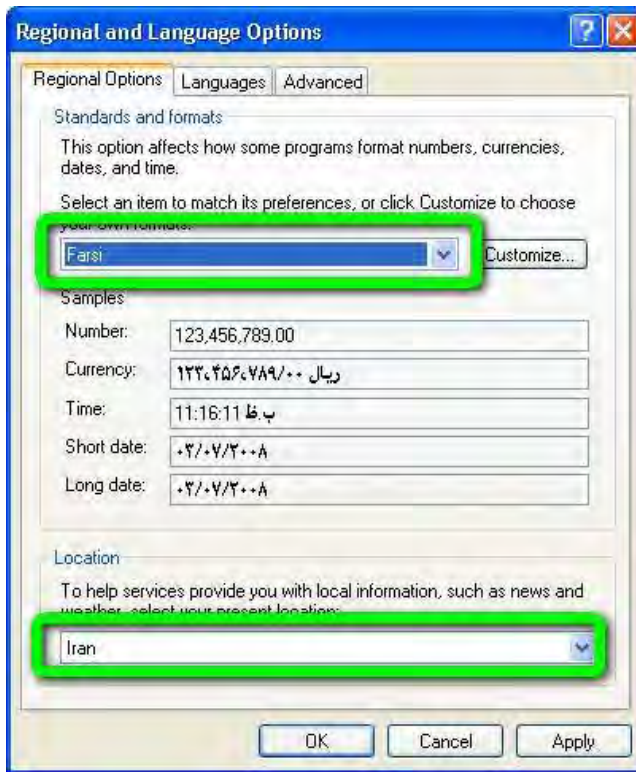 Regional and Language Options
Regional Options Languages Advanced
Standards and formats
This option affects how some programs format numbers, currencies,
dates, and time.
Select an item to match its preferences, or click Customize to choose
your own formats:
Farsi Customize...
Samples
Number: 123,456,789.00
Currency: ریال ۱۲۳،۴۵۶،۷۸۹/۰۰
Time: 11:16:11 ب.ظ
Short date: ۰۳/۰۷/۲۰۰۸
Long date: ۰۳/۰۷/۲۰۰۸
Location
To help services provide you with local information, such as news and
weather, select your present location:
Iran
OK Cancel Apply